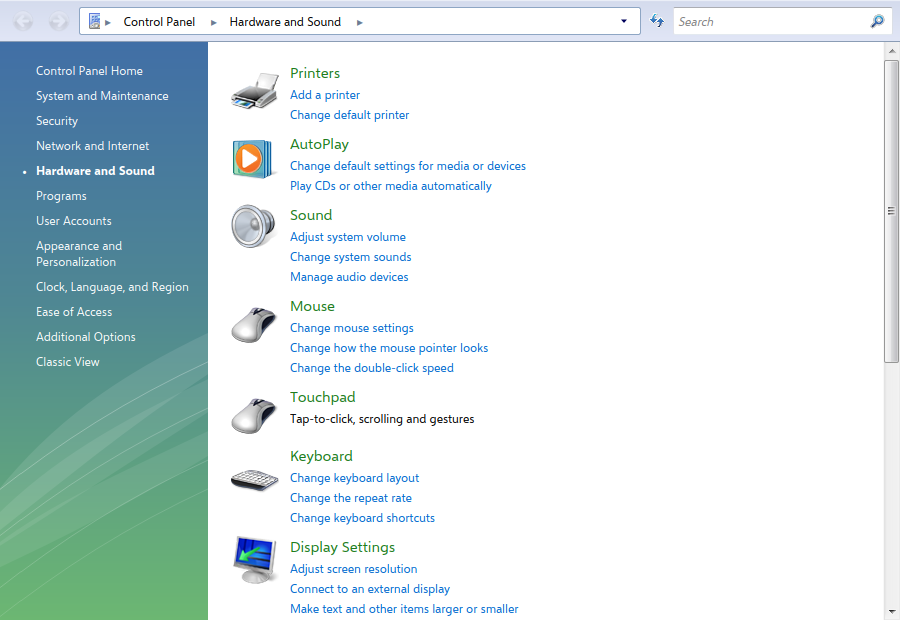 Control Panel
Hardware and Sound
Search
Control Panel Home
System and Maintenance
Security
Network and Internet
Hardware and Sound
Programs
User Accounts
Appearance and
Personalization
Clock, Language, and Region
Ease of Access
Additional Options
Classic View
Printers
Add a printer
Change default printer
AutoPlay
Change default settings for media or devices
Play CDs or other media automatically
Sound
Adjust system volume
Change system sounds
Manage audio devices
Mouse
Change mouse settings
Change how the mouse pointer looks
Change the double-click speed
Touchpad
Tap-to-click, scrolling and gestures
Keyboard
Change keyboard layout
Change the repeat rate
Change keyboard shortcuts
Display Settings
Adjust screen resolution
Connect to an external display
Make text and other items larger or smaller